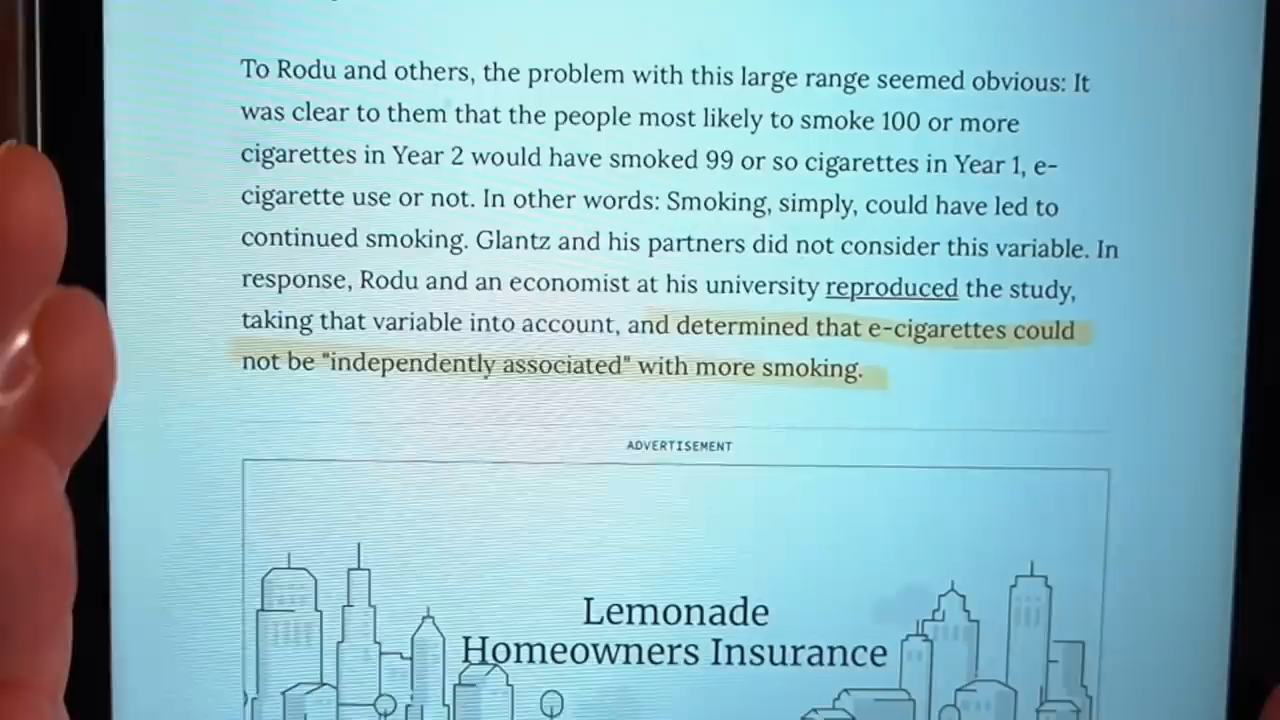 To Rodu and others, the problem with this large range seemed obvious: It
was clear to them that the people most likely to smoke 100 or more
cigarettes in Year 2 would have smoked 99 or so cigarettes in Year 1, e-
cigarette use or not. In other words: Smoking, simply, could have led to
continued smoking. Glantz and his partners did not consider this variable. In
response, Rodu and an economist at his university reproduced the study,
taking that variable into account, and determined that e-cigarettes could
not be "independently associated" with more smoking.
ADVERTISEMENT
Lemonade
Homeowners Insurance